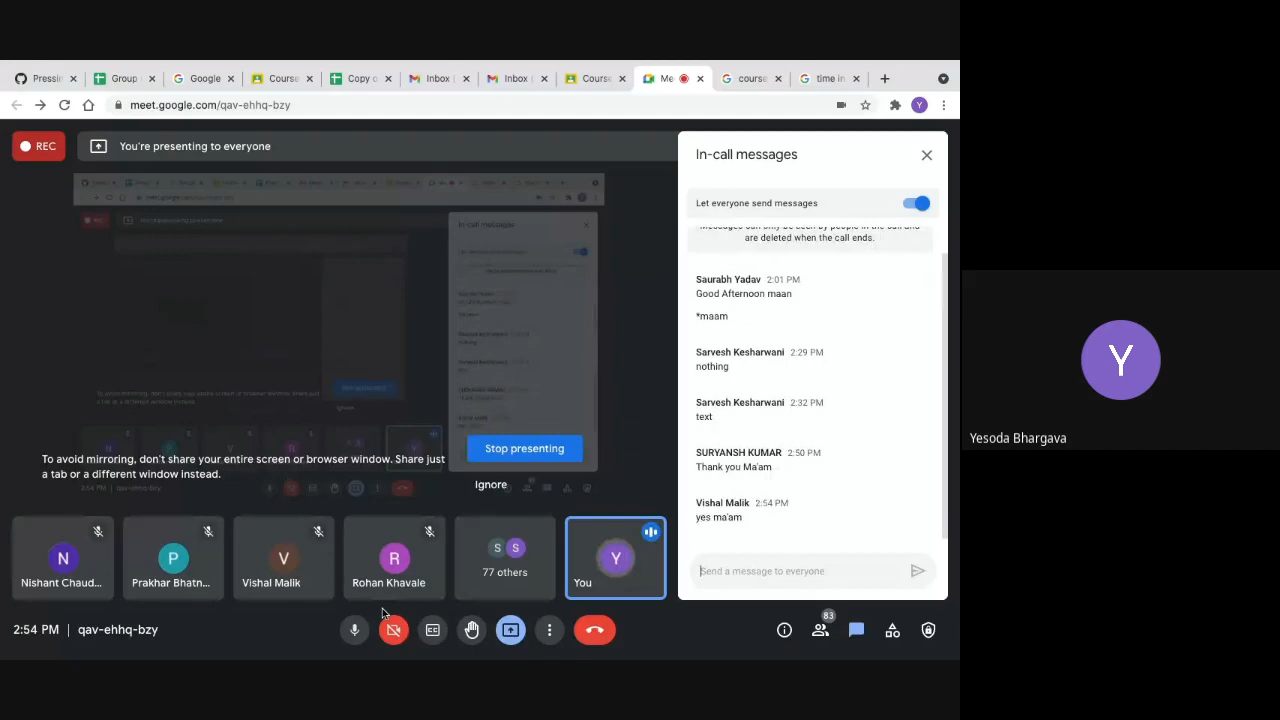 Pressin
Group
Google
Course
Copy o
Inbox (
Inbox (
Course
Me
course
time in
meet.google.com/qav-ehhq-bzy
Y
REC
You're presenting to everyone
In-call messages
Let everyone send messages
Messages can only be seen by people in the call and
are deleted when the call ends.
Saurabh Yadav 2:01 PM
Good Afternoon maan
*maam
Sarvesh Kesharwani 2:29 PM
nothing
Sarvesh Kesharwani 2:32 PM
text
SURYANSH KUMAR 2:50 PM
Thank you Ma'am
Vishal Malik 2:54 PM
yes ma'am
Send a message to everyone
To avoid mirroring, don't share your entire screen or browser window. Share just
a tab or a different window instead.
Stop presenting
Ignore
N
Nishant Chaud...
P
Prakhar Bhatn...
V
Vishal Malik
R
Rohan Khavale
S S
77 others
Y
You
2:54 PM | qav-ehhq-bzy
83
Y
Yesoda Bhargava